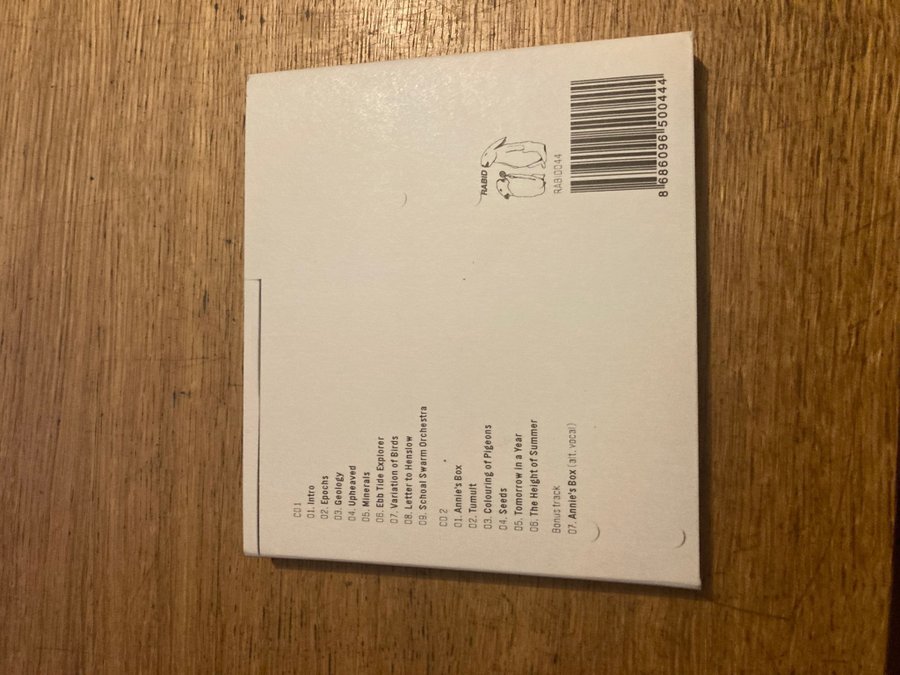 CD 1
01. Intro
02. Epochs
03. Geology
04. Upheaved
05. Minerals
06. Ebb Tide Explorer
07. Variation of Birds
08. Letter to Henslow
09. Schoal Swarm Orchestra
CD 2
01. Annie's Box
02. Tumult
03. Colouring of Pigeons
04. Seeds
05. Tomorrow in a Year
06. The Height of Summer
Bonus track
07. Annie's Box (alt. vocal)
RABID
RABID044
8 686096 500444